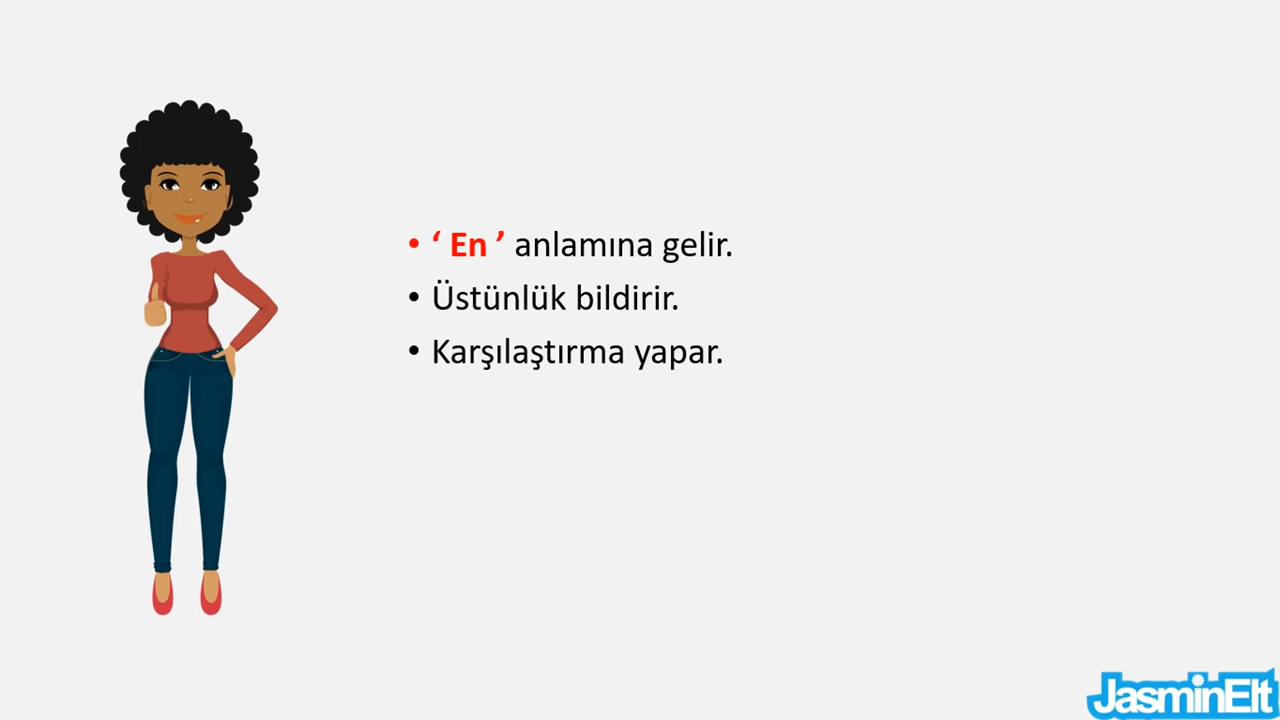 • ‘ En ’ anlamına gelir.
• Üstünlük bildirir.
• Karşılaştırma yapar.
JasminElt